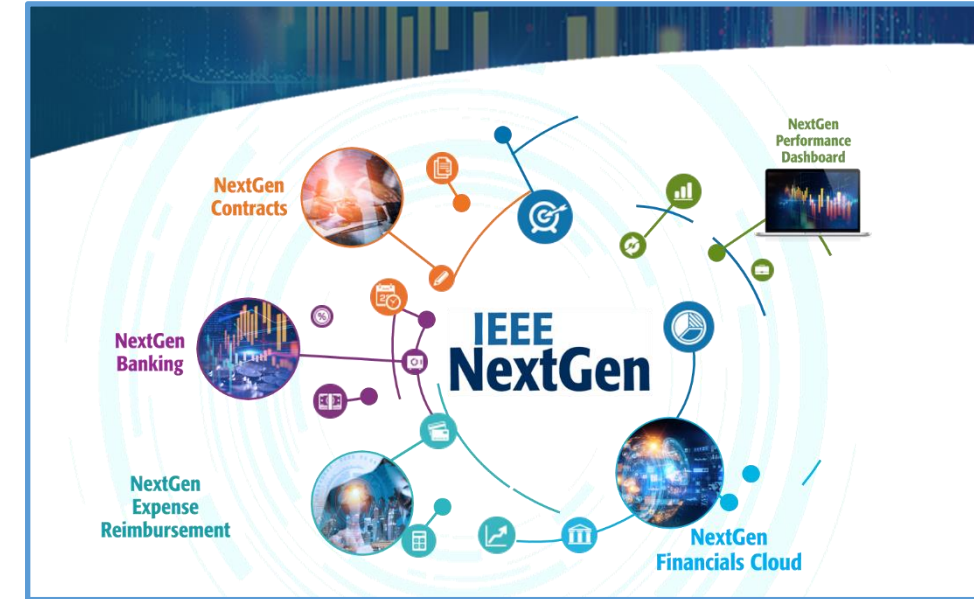 NextGen
Performance
Dashboard
NextGen
Contracts
IEEE
NextGen
NextGen
Banking
NextGen
Expense
Reimbursement
NextGen
Financials Cloud